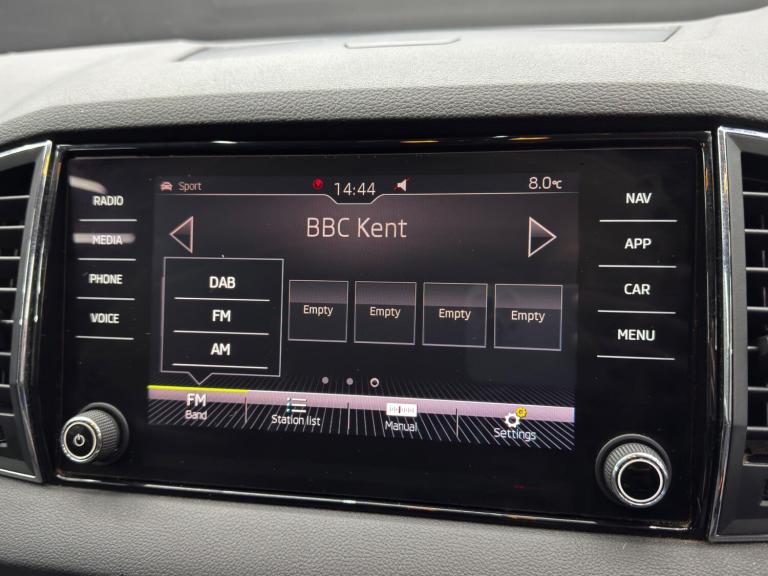 RADIO
MEDIA
PHONE
VOICE
Sport
14:44
8.0°C
BBC Kent
DAB
FM
AM
Empty
Empty
Empty
Empty
FM
Band
Station list
Manual
Settings
NAV
APP
CAR
MENU